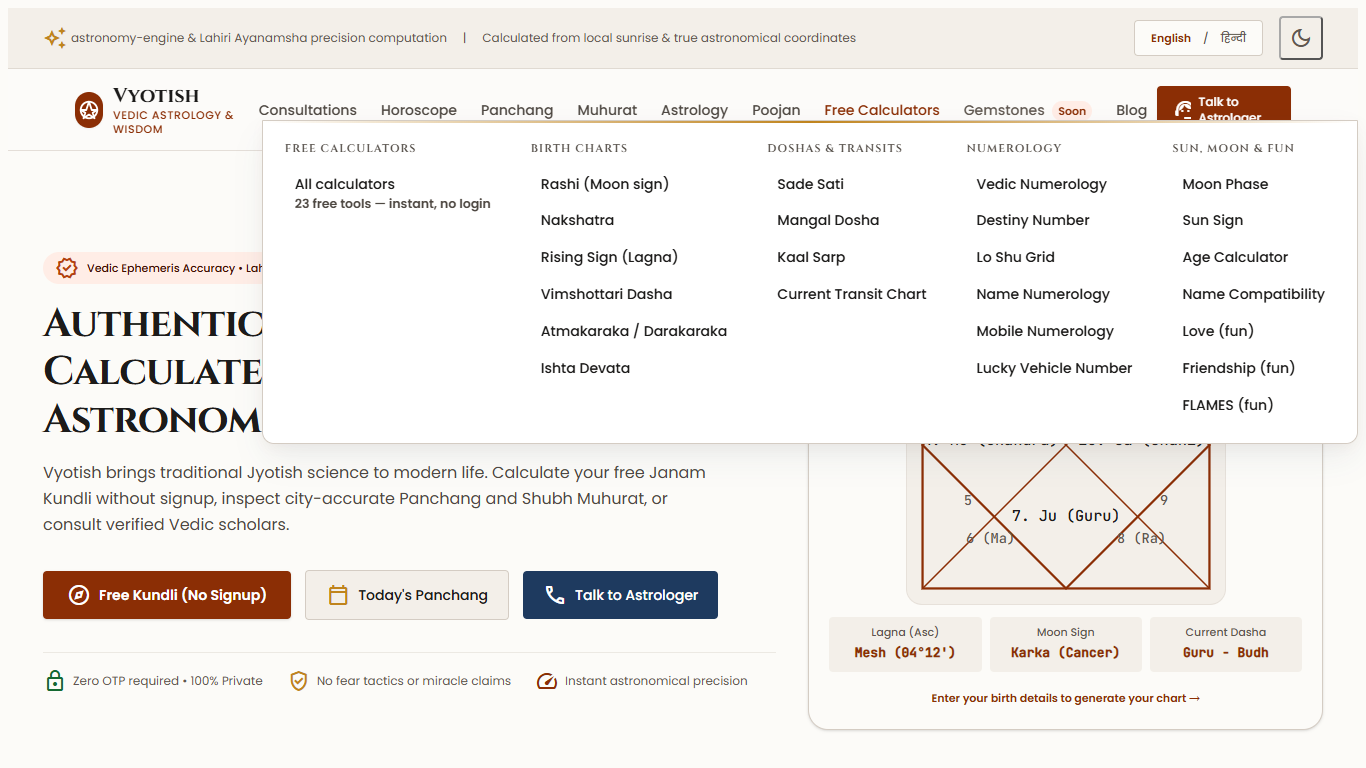 astronomy-engine & Lahiri Ayanamsha precision computation | Calculated from local sunrise & true astronomical coordinates
English / हिन्दी
Vyotish
VEDIC ASTROLOGY &
WISDOM
Consultations Horoscope Panchang Muhurat Astrology Poojan Free Calculators Gemstones Soon Blog
Talk to
Astrologer
FREE CALCULATORS
All calculators
23 free tools — instant, no login
BIRTH CHARTS
Rashi (Moon sign)
Nakshatra
Rising Sign (Lagna)
Vimshottari Dasha
Atmakaraka / Darakaraka
Ishta Devata
DOSHAS & TRANSITS
Sade Sati
Mangal Dosha
Kaal Sarp
Current Transit Chart
NUMEROLOGY
Vedic Numerology
Destiny Number
Lo Shu Grid
Name Numerology
Mobile Numerology
Lucky Vehicle Number
SUN, MOON & FUN
Moon Phase
Sun Sign
Age Calculator
Name Compatibility
Love (fun)
Friendship (fun)
FLAMES (fun)
Vedic Ephemeris Accuracy •
Authentic
Calculate
Astronom
Vyotish brings traditional Jyotish science to modern life. Calculate your free Janam
Kundli without signup, inspect city-accurate Panchang and Shubh Muhurat, or
consult verified Vedic scholars.
Free Kundli (No Signup)
Today's Panchang
Talk to Astrologer
Zero OTP required • 100% Private
No fear tactics or miracle claims
Instant astronomical precision
5
9
7. Ju (Guru)
6 (Ma)
8 (Ra)
Lagna (Asc)
Mesh (04°12')
Moon Sign
Karka (Cancer)
Current Dasha
Guru - Budh
Enter your birth details to generate your chart →